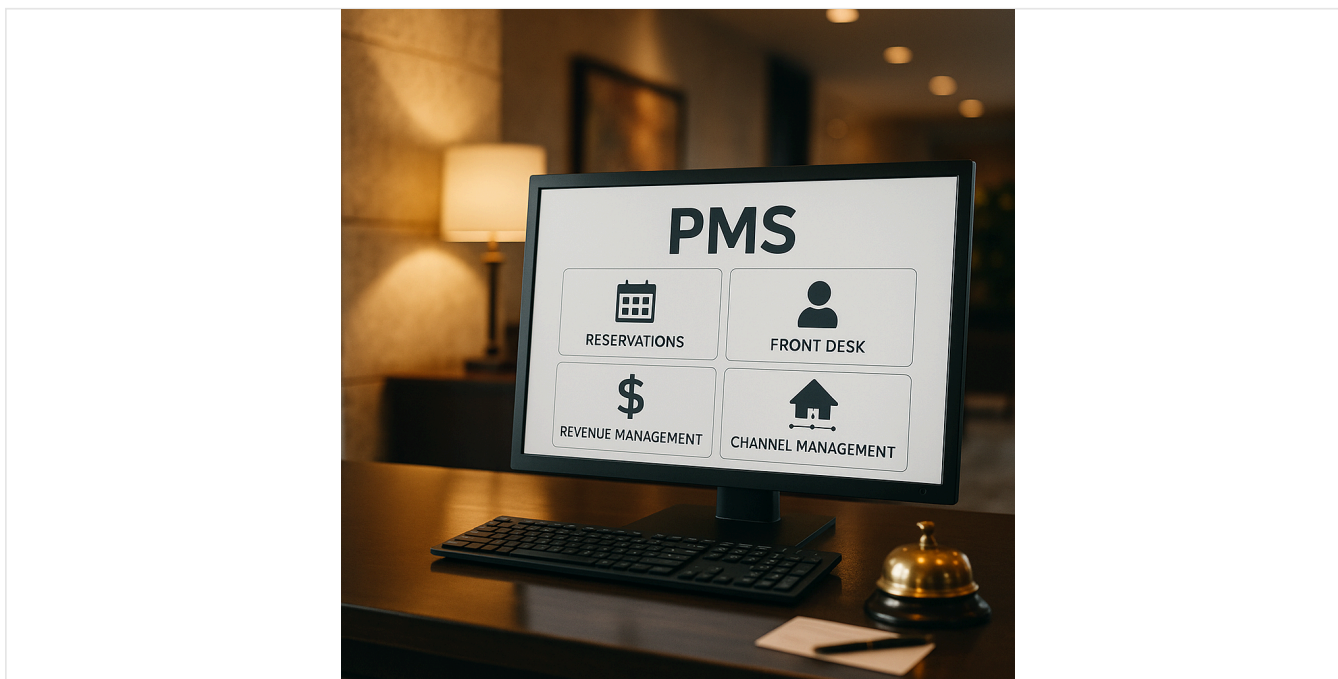 PMS
RESERVATIONS
FRONT DESK
REVENUE MANAGEMENT
CHANNEL MANAGEMENT